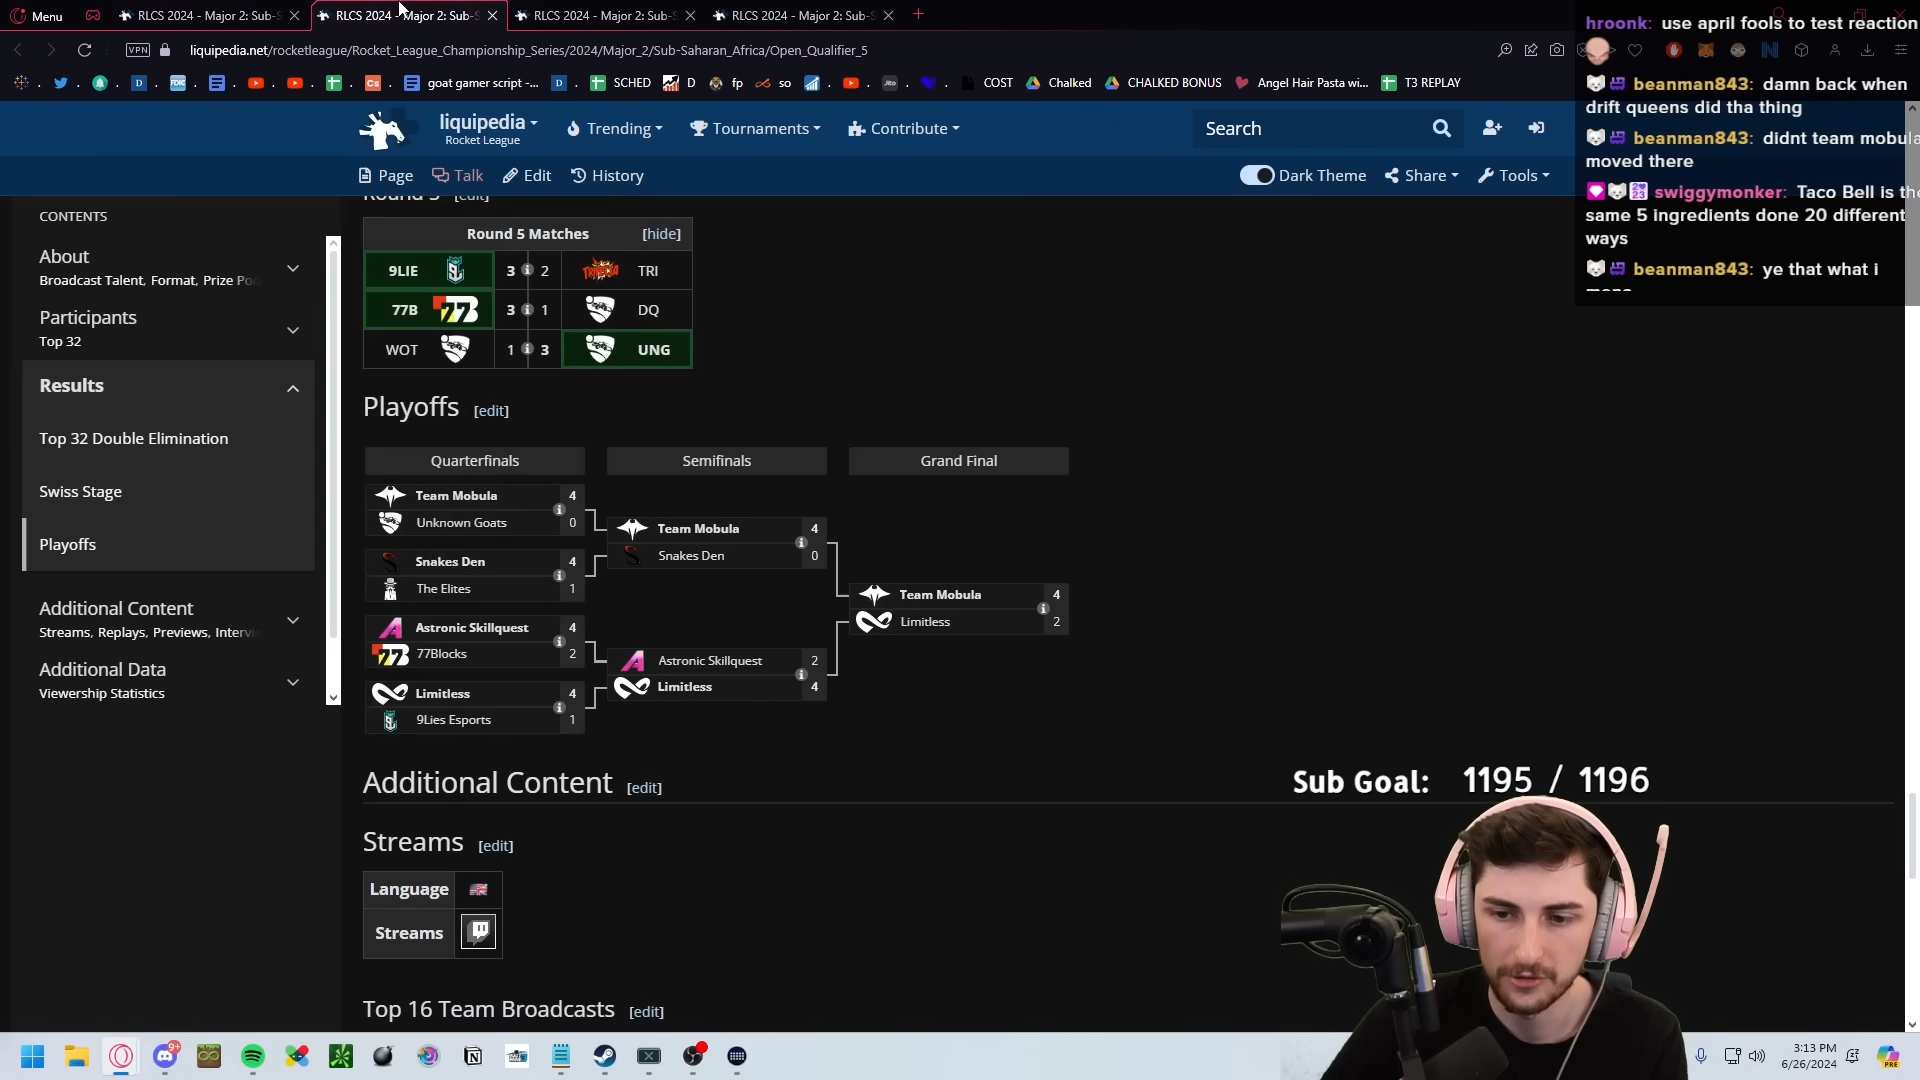 Menu
RLCS 2024 - Major 2: Sub-S
RLCS 2024 - Major 2: Sub-S
RLCS 2024 - Major 2: Sub-S
RLCS 2024 - Major 2: Sub-S
VPN
liquipedia.net/rocketleague/Rocket_League_Championship_Series/2024/Major_2/Sub-Saharan_Africa/Open_Qualifier_5
goat gamer script -...
SCHED
D
fp
so
COST
Chalked
CHALKED BONUS
Angel Hair Pasta wi...
T3 REPLAY
hroonk: use april fools to test reaction
beanman843: damn back when
drift queens did tha thing
beanman843: didnt team mobula
moved there
swiggymonker: Taco Bell is the
same 5 ingredients done 20 different
ways
beanman843: ye that what i
liquipedia
Rocket League
Trending
Tournaments
Contribute
Search
Page
Talk
Edit
History
Dark Theme
Share
Tools
CONTENTS
About
Broadcast Talent, Format, Prize Poo
Participants
Top 32
Results
Top 32 Double Elimination
Swiss Stage
Playoffs
Additional Content
Streams, Replays, Previews, Intervi
Additional Data
Viewership Statistics
Round 5 [edit]
Round 5 Matches [hide]
9LIE 3 2 TRI
77B 3 1 DQ
WOT 1 3 UNG
Playoffs [edit]
Quarterfinals
Semifinals
Grand Final
Team Mobula 4
Unknown Goats 0
Snakes Den 4
The Elites 1
Astronic Skillquest 4
77Blocks 2
Limitless 4
9Lies Esports 1
Team Mobula 4
Snakes Den 0
Astronic Skillquest 2
Limitless 4
Team Mobula 4
Limitless 2
Additional Content [edit]
Sub Goal: 1195 / 1196
Streams [edit]
Language
Streams
Top 16 Team Broadcasts [edit]
9+
3:13 PM
6/26/2024
PRE